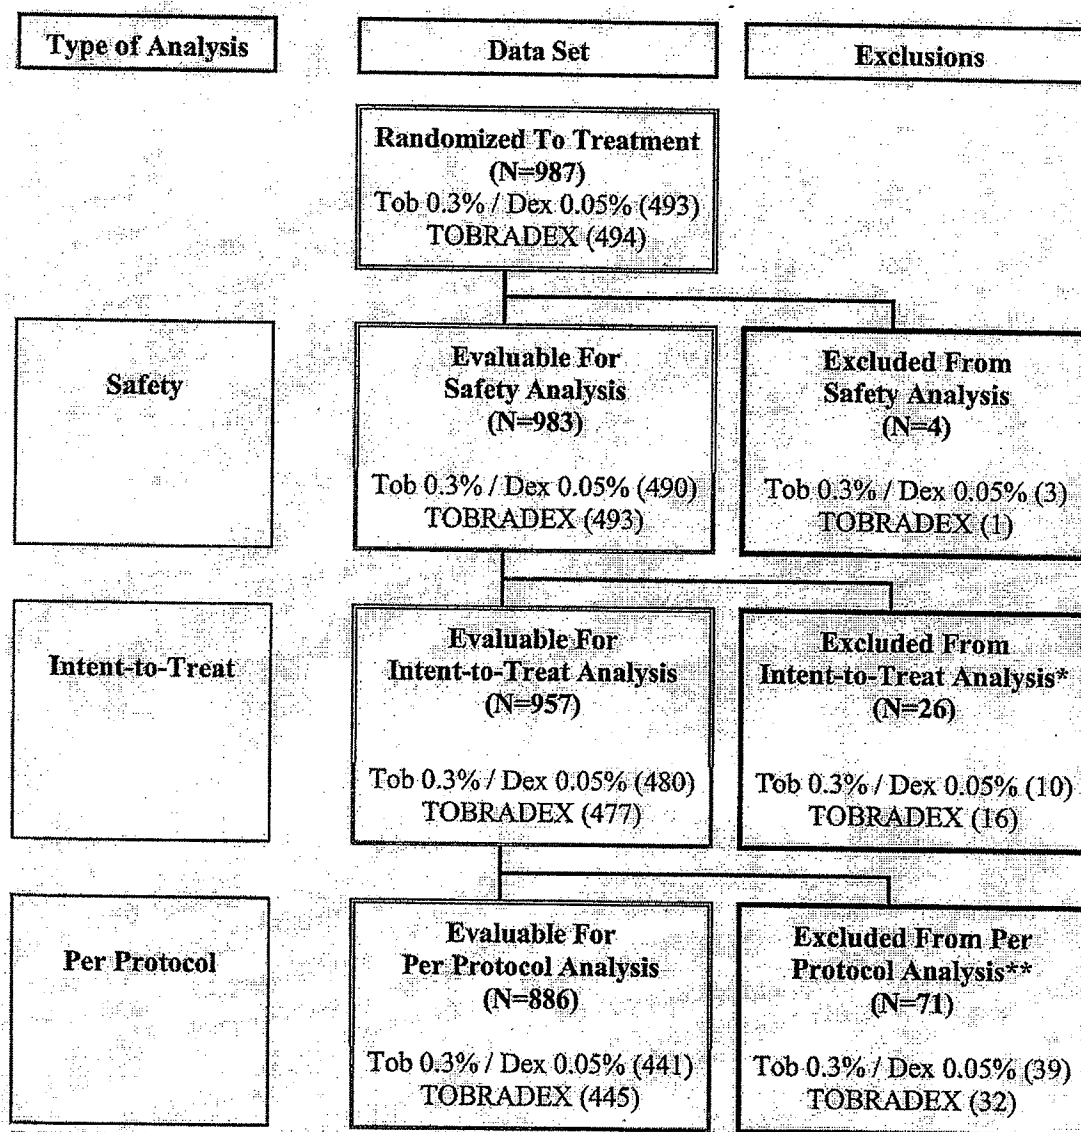 Type of Analysis
Data Set
Exclusions
Randomized To Treatment
(N=987)
Tob 0.3% / Dex 0.05% (493)
TOBRADEX (494)
Safety
Evaluable For
Safety Analysis
(N=983)
Tob 0.3% / Dex 0.05% (490)
TOBRADEX (493)
Excluded From
Safety Analysis
(N=4)
Tob 0.3% / Dex 0.05% (3)
TOBRADEX (1)
Intent-to-Treat
Evaluable For
Intent-to-Treat Analysis
(N=957)
Tob 0.3% / Dex 0.05% (480)
TOBRADEX (477)
Excluded From
Intent-to-Treat Analysis*
(N=26)
Tob 0.3% / Dex 0.05% (10)
TOBRADEX (16)
Per Protocol
Evaluable For
Per Protocol Analysis
(N=886)
Tob 0.3% / Dex 0.05% (441)
TOBRADEX (445)
Excluded From Per
Protocol Analysis**
(N=71)
Tob 0.3% / Dex 0.05% (39)
TOBRADEX (32)